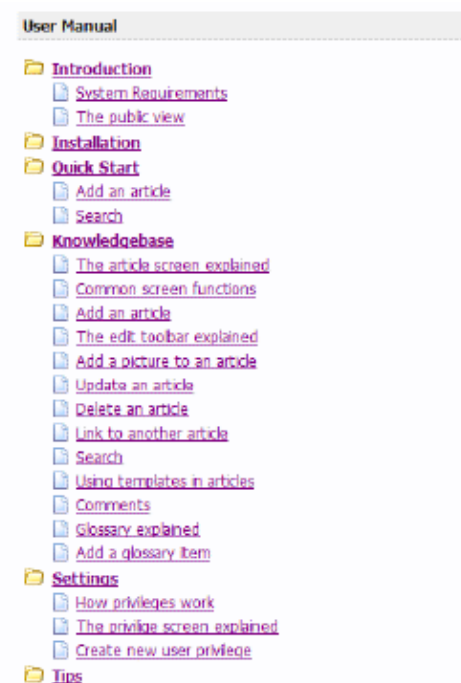 User Manual
Introduction
System Requirements
The public view
Installation
Quick Start
Add an article
Search
Knowledgebase
The article screen explained
Common screen functions
Add an article
The edit toolbar explained
Add a picture to an article
Update an article
Delete an article
Link to another article
Search
Using templates in articles
Comments
Glossary explained
Add a glossary item
Settings
How privileges work
The privilige screen explained
Create new user privilege
Tips